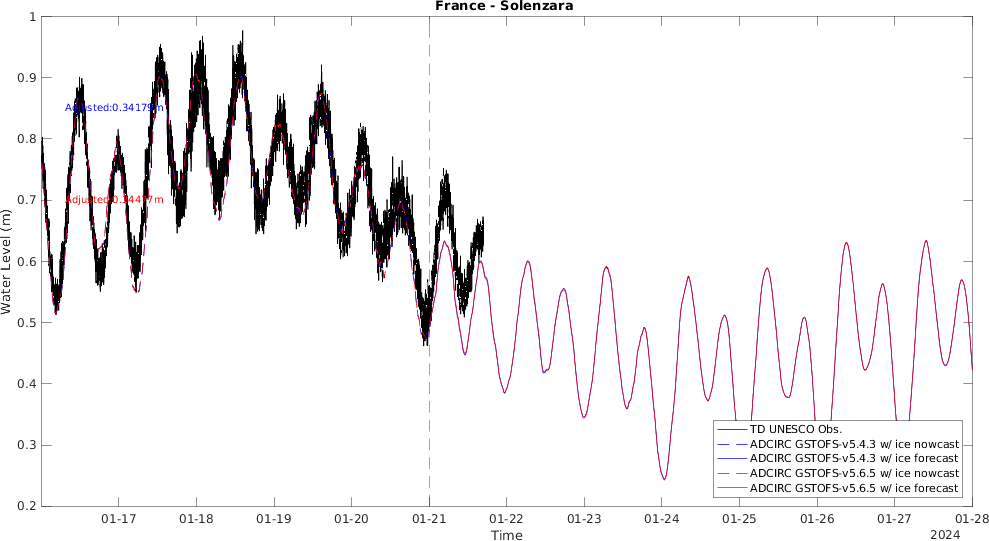 France - Solenzara
1
0.9
0.8
0.7
0.6
0.5
0.4
0.3
0.2
Water Level (m)
Adjusted:0.34179m
Adjusted:0.34417m
TD UNESCO Obs.
ADCIRC GSTOFS-v5.4.3 w/ ice nowcast
ADCIRC GSTOFS-v5.4.3 w/ ice forecast
ADCIRC GSTOFS-v5.6.5 w/ ice nowcast
ADCIRC GSTOFS-v5.6.5 w/ ice forecast
01-17 01-18 01-19 01-20 01-21 01-22 01-23 01-24 01-25 01-26 01-27 01-28
Time
2024